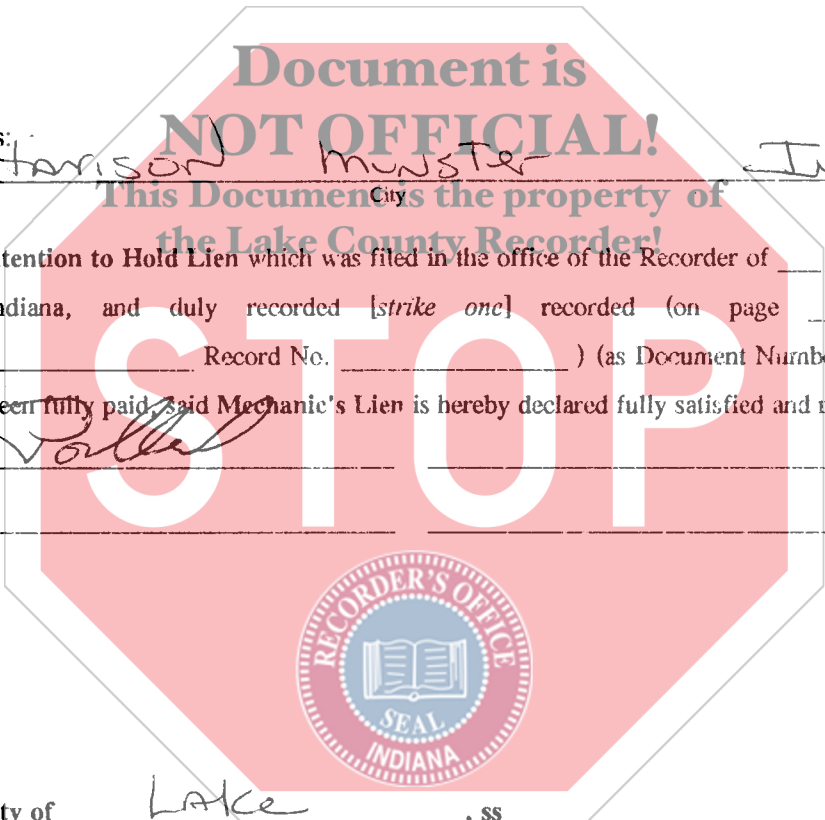 Document is
NOT OFFICIAL!
This Document is the property of
the Lake County Recorder!
s:
Harison Munster In
City
tention to Hold Lien which was filed in the office of the Recorder of
ndiana, and duly recorded [strike one] recorded (on page
Record No. ) (as Document Numb
een fully paid, said Mechanic's Lien is hereby declared fully satisfied and
STOP
RECORDER'S OFFICE
SEAL
INDIANA
ty of Lake , ss